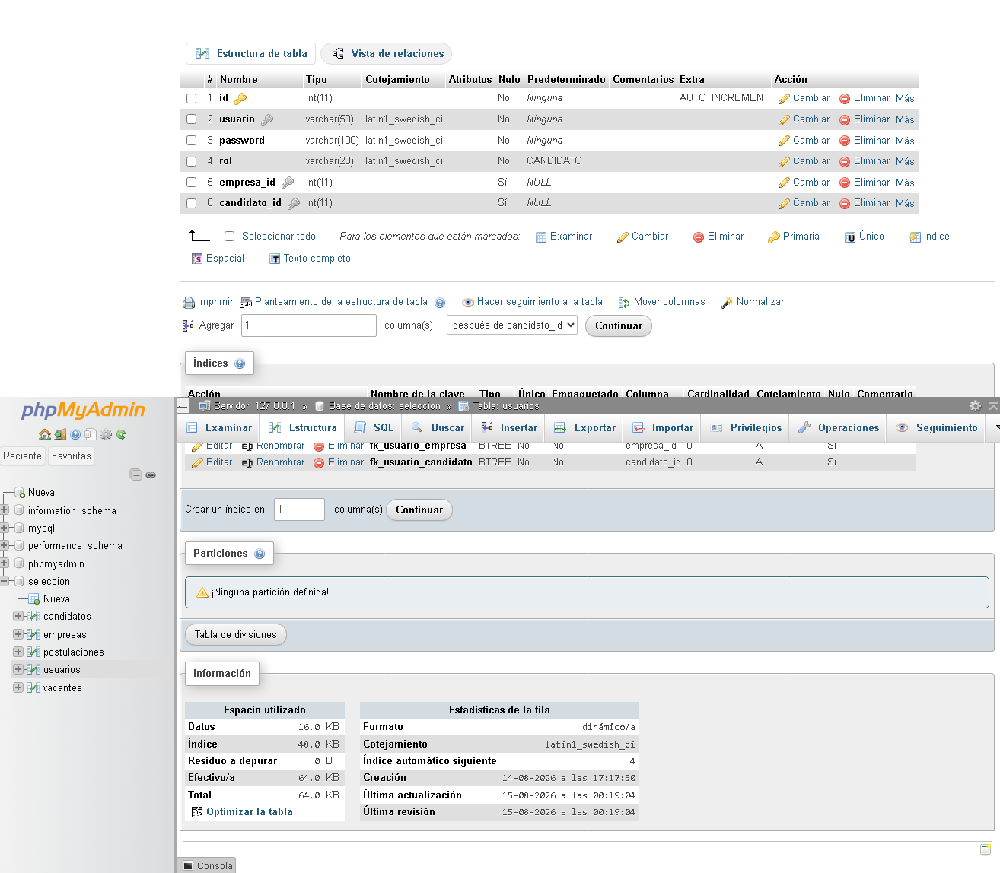 Estructura de tabla Vista de relaciones
# Nombre Tipo Cotejamiento Atributos Nulo Predeterminado Comentarios Extra Acción
1 id int(11) No Ninguna AUTO_INCREMENT Cambiar Eliminar Más
2 usuario varchar(50) latin1_swedish_ci No Ninguna Cambiar Eliminar Más
3 password varchar(100) latin1_swedish_ci No Ninguna Cambiar Eliminar Más
4 rol varchar(20) latin1_swedish_ci No CANDIDATO Cambiar Eliminar Más
5 empresa_id int(11) Sí NULL Cambiar Eliminar Más
6 candidato_id int(11) Sí NULL Cambiar Eliminar Más
Seleccionar todo Para los elementos que están marcados: Examinar Cambiar Eliminar Primaria Único Índice
Espacial Texto completo
Imprimir Planteamiento de la estructura de tabla Hacer seguimiento a la tabla Mover columnas Normalizar
Agregar 1 columna(s) después de candidato_id Continuar
Índices
Acción Nombre de la clave Tipo Único Empaquetado Columna Cardinalidad Cotejamiento Nulo Comentario
phpMyAdmin
Reciente Favoritas
Nueva
information_schema
mysql
performance_schema
phpmyadmin
seleccion
Nueva
candidatos
empresas
postulaciones
usuarios
vacantes
Servidor: 127.0.0.1 » Base de datos: seleccion » Tabla: usuarios
Examinar Estructura SQL Buscar Insertar Exportar Importar Privilegios Operaciones Seguimiento
Editar Renombrar Eliminar fk_usuario_empresa BTREE No No empresa_id 0 A Sí
Editar Renombrar Eliminar fk_usuario_candidato BTREE No No candidato_id 0 A Sí
Crear un índice en 1 columna(s) Continuar
Particiones
¡Ninguna partición definida!
Tabla de divisiones
Información
Espacio utilizado
Datos 16.0 KB
Índice 48.0 KB
Residuo a depurar 0 B
Efectivo/a 64.0 KB
Total 64.0 KB
Optimizar la tabla
Estadísticas de la fila
Formato dinámico/a
Cotejamiento latin1_swedish_ci
Índice automático siguiente 4
Creación 14-08-2026 a las 17:17:50
Última actualización 15-08-2026 a las 00:19:04
Última revisión 15-08-2026 a las 00:19:04
Consola